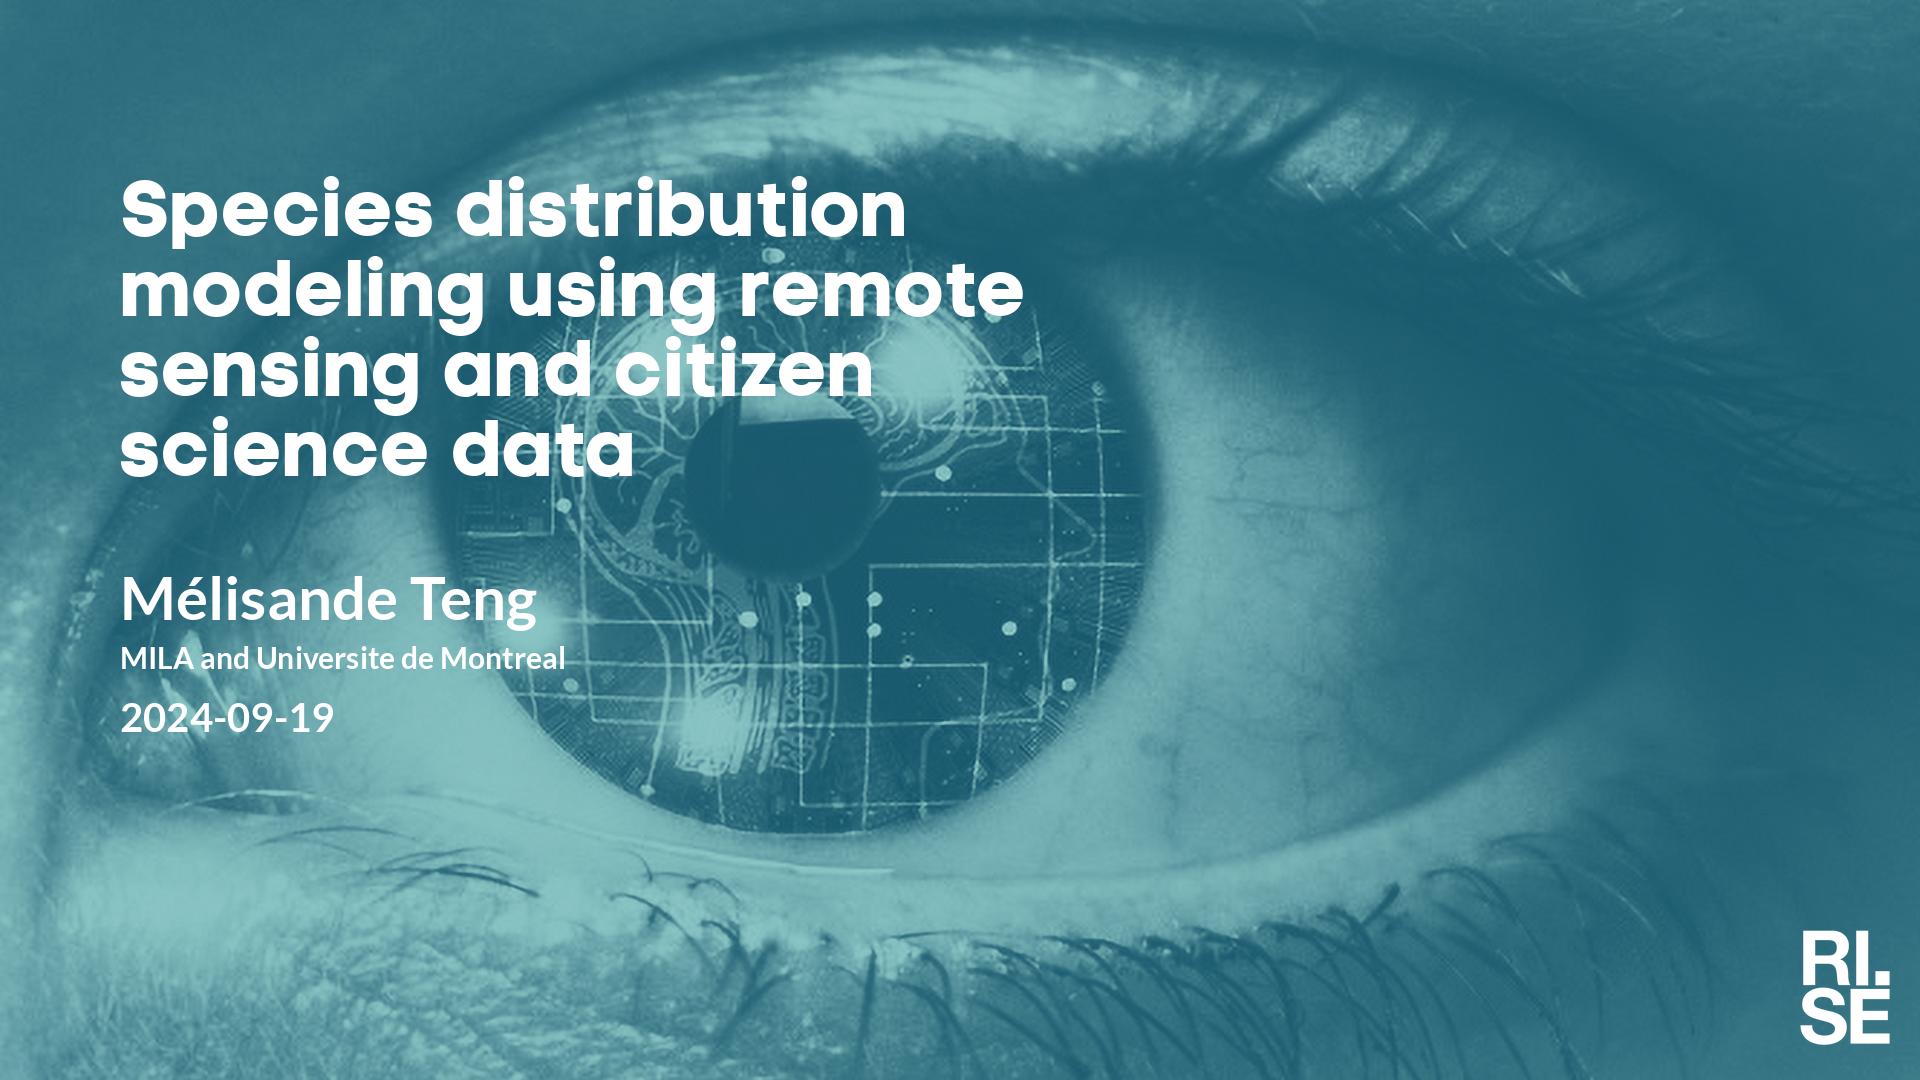 Species distribution
modeling using remote
sensing and citizen
science data
Mélisande Teng
MILA and Universite de Montreal
2024-09-19
RI.
SE